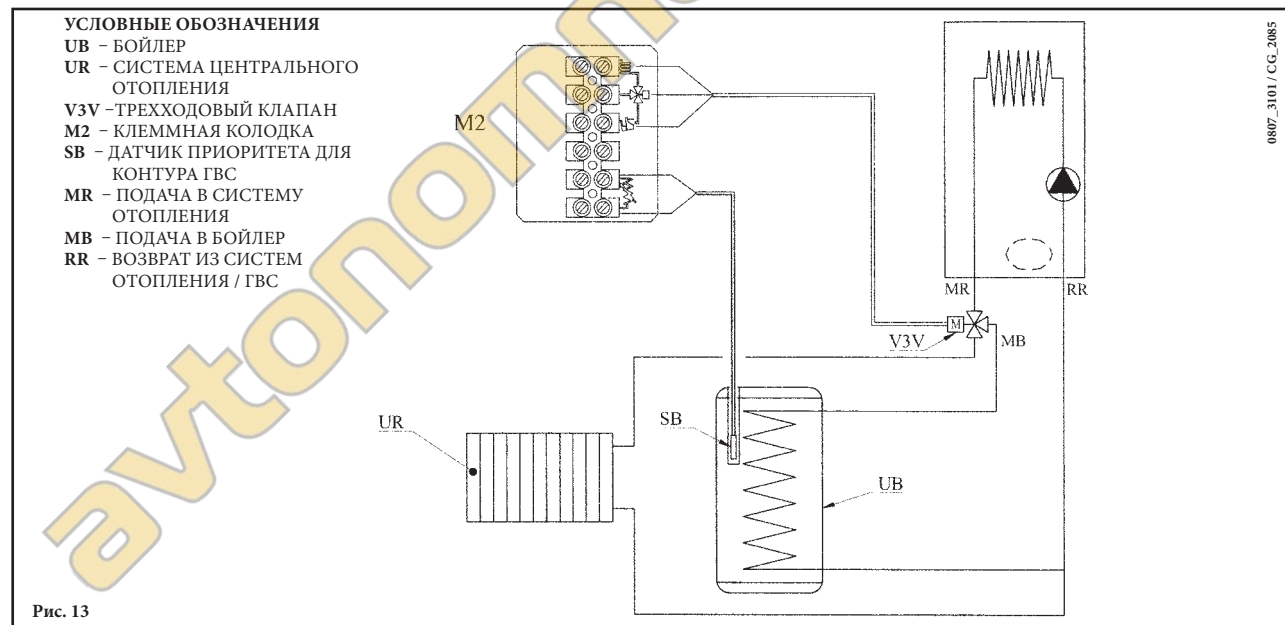 УСЛОВНЫЕ ОБОЗНАЧЕНИЯ
UB – БОЙЛЕР
UR – СИСТЕМА ЦЕНТРАЛЬНОГО
ОТОПЛЕНИЯ
V3V –ТРЕХХОДОВЫЙ КЛАПАН
M2 – КЛЕММНАЯ КОЛОДКА
SB – ДАТЧИК ПРИОРИТЕТА ДЛЯ
КОНТУРА ГВС
MR – ПОДАЧА В СИСТЕМУ
ОТОПЛЕНИЯ
MB – ПОДАЧА В БОЙЛЕР
RR – ВОЗВРАТ ИЗ СИСТЕМ
ОТОПЛЕНИЯ / ГВС
M2
0807_3101 / CG_2085
MR
RR
M
V3V
MB
UR
SB
UB
Рис. 13
avtonom